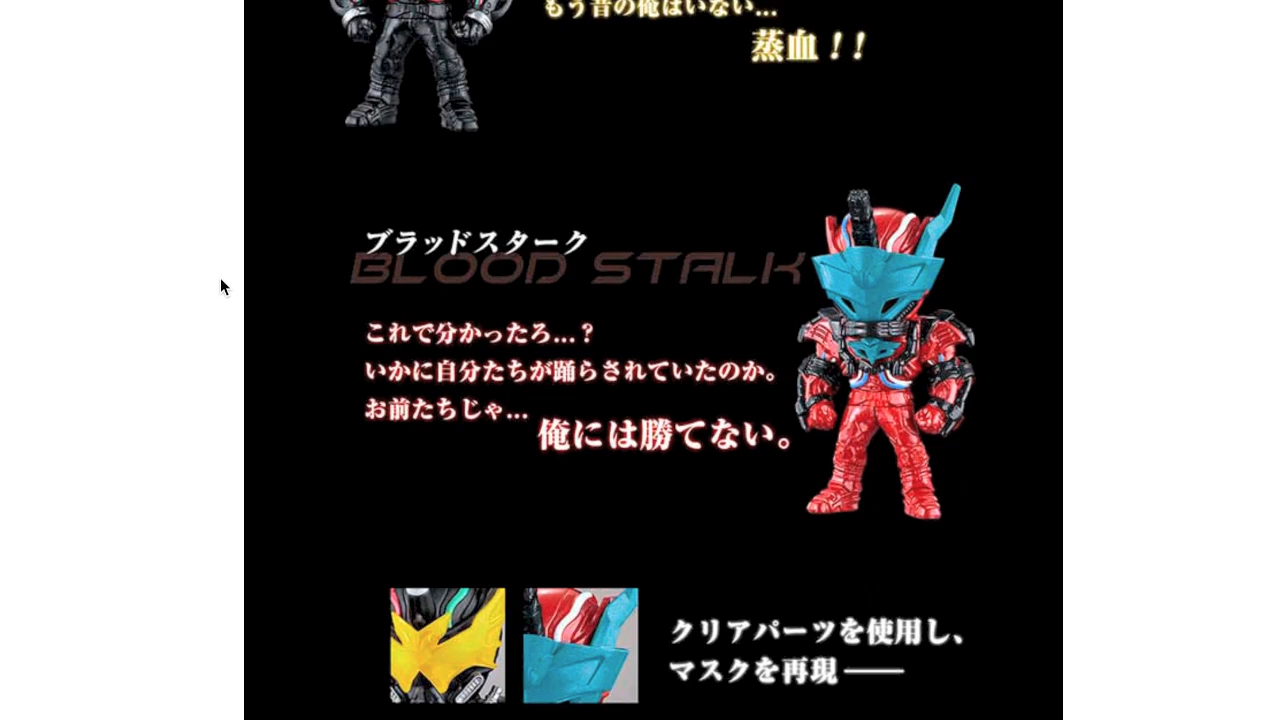 もう昔の俺はいない…
蒸血！！
ブラッドスターク
BLOOD STALK
これで分かったろ…？
いかに自分たちが踊らされていたのか。
お前たちじゃ…
俺には勝てない。
クリアパーツを使用し、
マスクを再現 ――